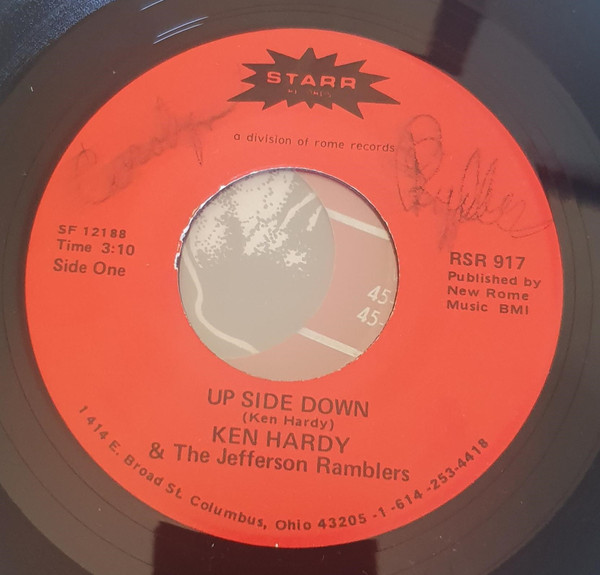 STARR
RECORDS
a division of rome records
Carolyn
SF 12188
Time 3:10
Side One
RSR 917
Published by
New Rome
Music BMI
45-
45-
UP SIDE DOWN
(Ken Hardy)
KEN HARDY
& The Jefferson Ramblers
1414 E. Broad St. Columbus, Ohio 43205 -1-614-253-4418